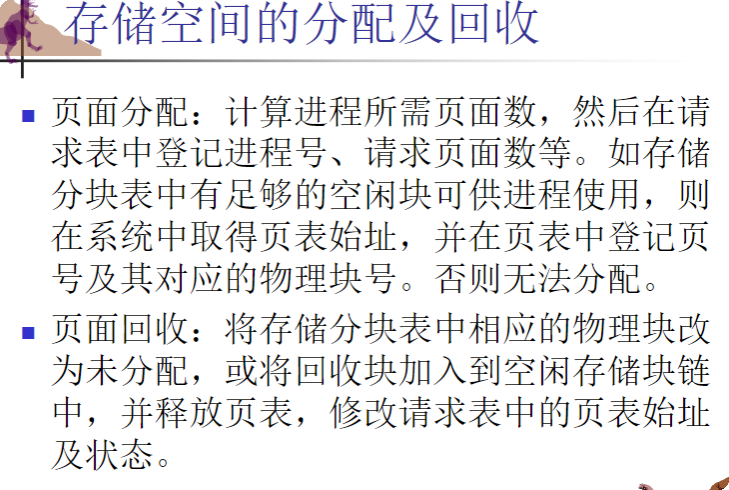 存储空间的分配及回收
页面分配：计算进程所需页面数，然后在请
求表中登记进程号、请求页面数等。如存储
分块表中有足够的空闲块可供进程使用，则
在系统中取得页表始址，并在页表中登记页
号及其对应的物理块号。否则无法分配。
页面回收：将存储分块表中相应的物理块改
为未分配，或将回收块加入到空闲存储块链
中，并释放页表，修改请求表中的页表始址
及状态。